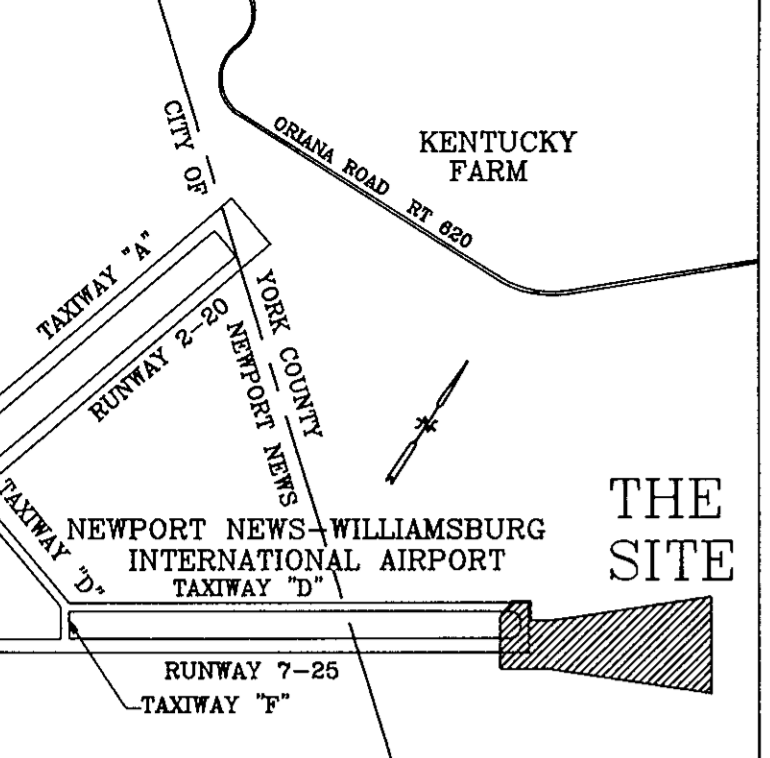 CITY OF
ORIANA ROAD RT 620
KENTUCKY
FARM
TAXIWAY "A"
RUNWAY 2-20
YORK COUNTY
NEWPORT NEWS
THE
SITE
TAXIWAY "D"
NEWPORT NEWS-WILLIAMSBURG
INTERNATIONAL AIRPORT
TAXIWAY "D"
RUNWAY 7-25
TAXIWAY "F"